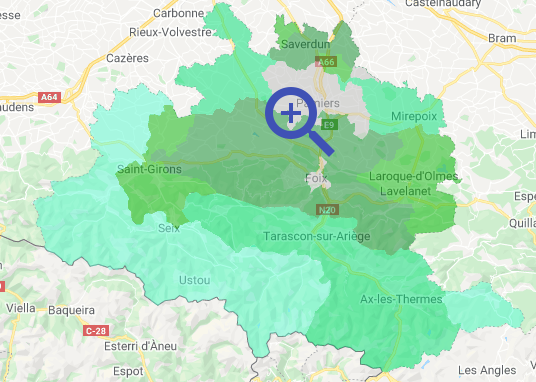 Carbonne
Castelnaudary
Rieux-Volvestre
Saverdun
Bram
Cazères
A66
A64
Pamiers
Mirepoix
E9
Saint-Girons
Foix
Laroque-d'Olmes
Lavelanet
N20
Quilla
Seix
Tarascon-sur-Ariège
Ustou
Ax-les-Thermes
Viella
Baqueira
C-28
Esterri d'Àneu
Espot
Les Angles